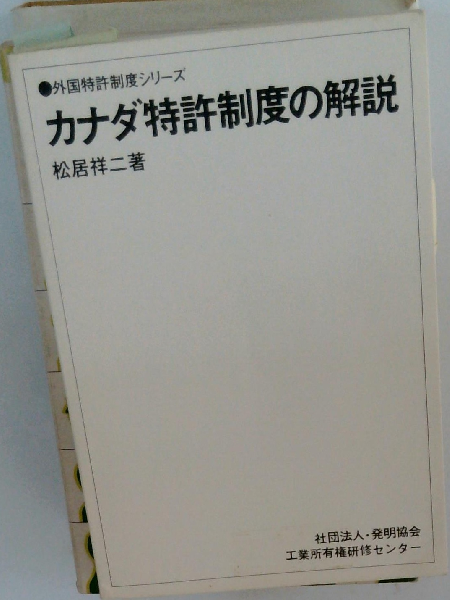 ●外国特許制度シリーズ
カナダ特許制度の解説
松居祥二著
社団法人・発明協会
工業所有権研修センター